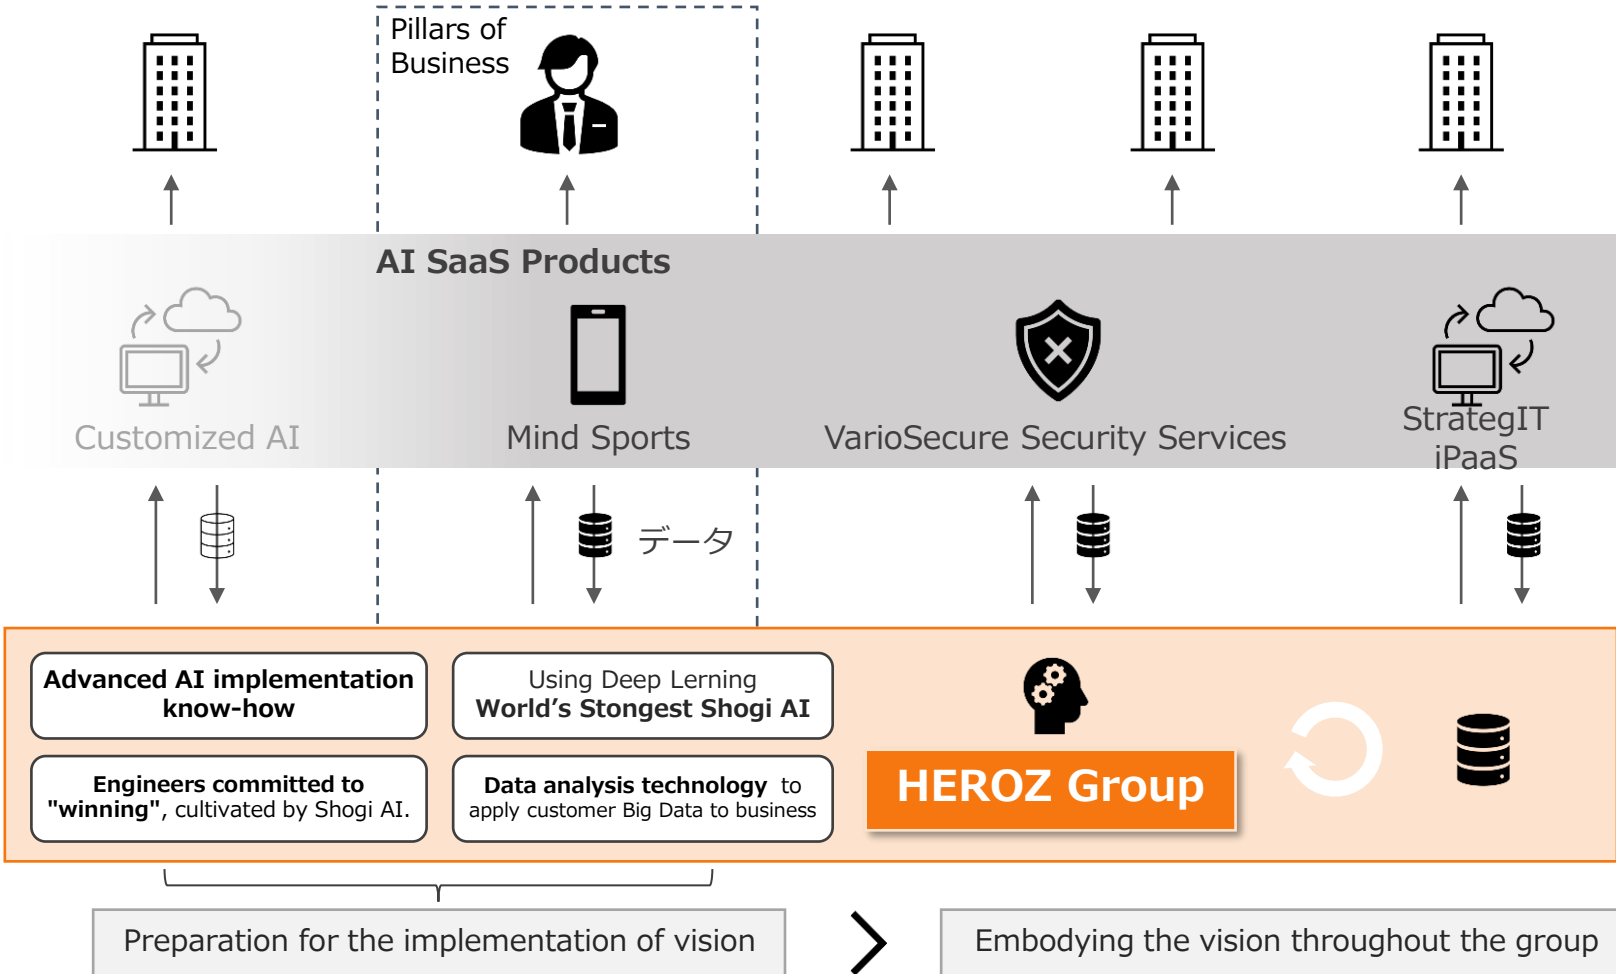 Pillars of
Business
AI SaaS Products
Customized AI
Mind Sports
VarioSecure Security Services
StrategIT
iPaaS
データ
Advanced AI implementation
know-how
Using Deep Lerning
World's Stongest Shogi AI
Engineers committed to
"winning", cultivated by Shogi AI.
Data analysis technology to
apply customer Big Data to business
HEROZ Group
Preparation for the implementation of vision
Embodying the vision throughout the group